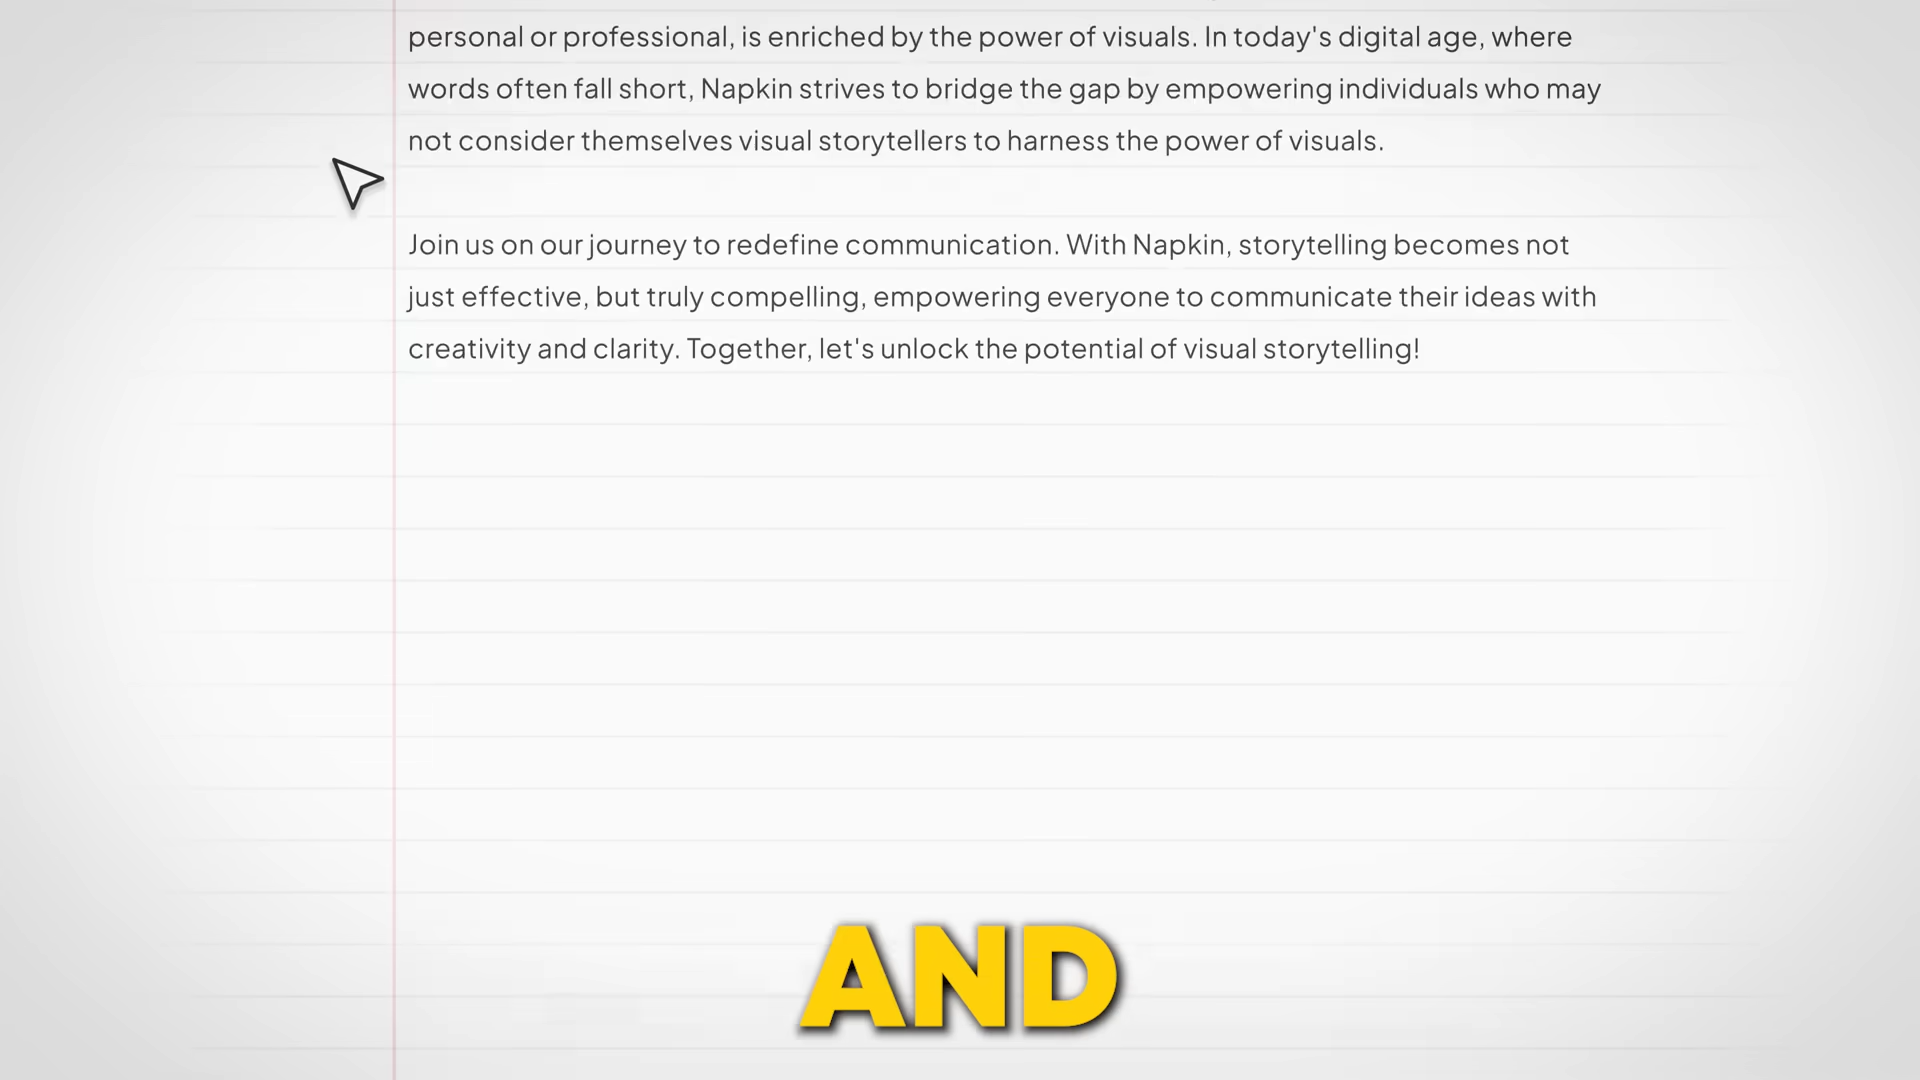 personal or professional, is enriched by the power of visuals. In today's digital age, where
words often fall short, Napkin strives to bridge the gap by empowering individuals who may
not consider themselves visual storytellers to harness the power of visuals.
Join us on our journey to redefine communication. With Napkin, storytelling becomes not
just effective, but truly compelling, empowering everyone to communicate their ideas with
creativity and clarity. Together, let's unlock the potential of visual storytelling!
AND